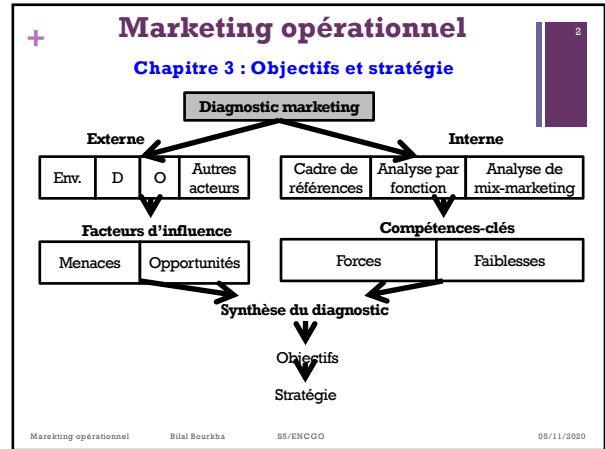 +
Marketing opérationnel
2
Chapitre 3 : Objectifs et stratégie
Diagnostic marketing
Externe
Interne
Env.
D
O
Autres
acteurs
Cadre de
références
Analyse par
fonction
Analyse de
mix-marketing
Facteurs d'influence
Compétences-clés
Menaces
Opportunités
Forces
Faiblesses
Synthèse du diagnostic
Objectifs
Stratégie
Marekting opérationnel
Bilal Bourkha
S5/ENCGO
05/11/2020